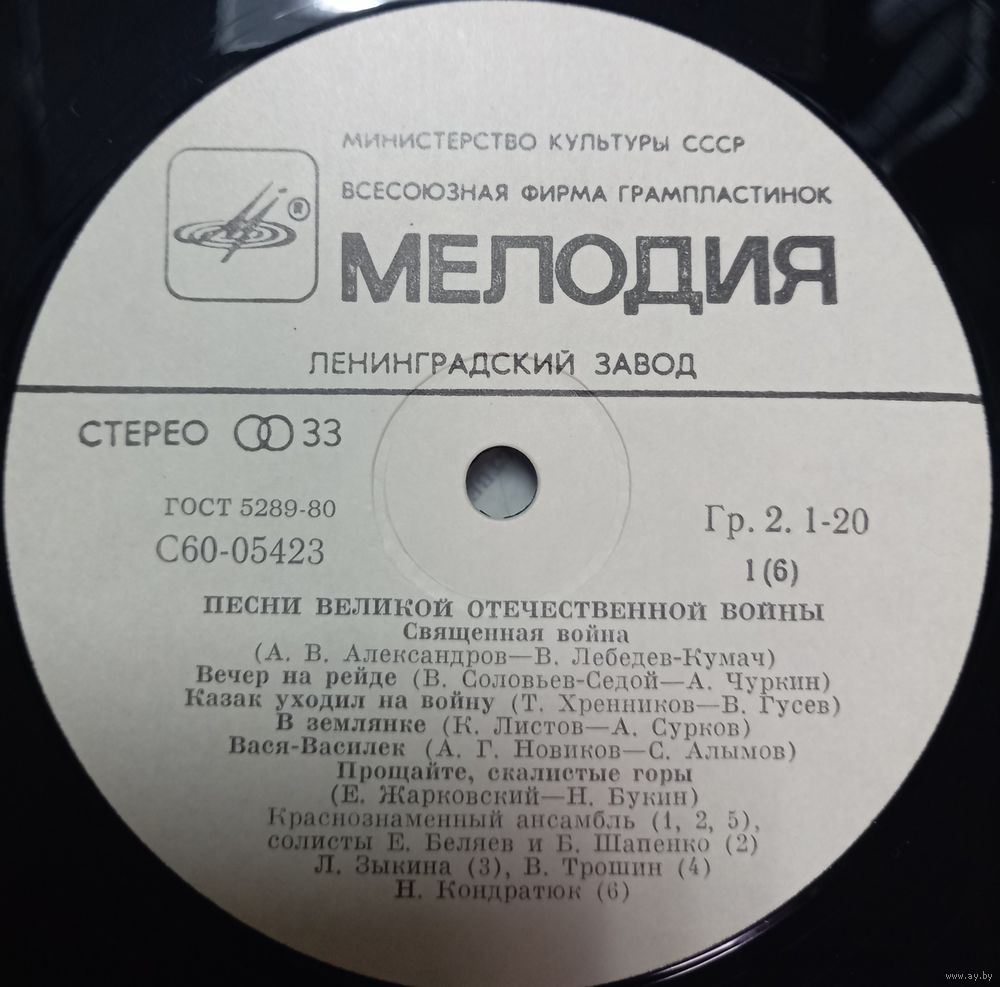 МИНИСТЕРСТВО КУЛЬТУРЫ СССР
ВСЕСОЮЗНАЯ ФИРМА ГРАМПЛАСТИНОК
®
МЕЛОДИЯ
ЛЕНИНГРАДСКИЙ ЗАВОД
СТЕРЕО 33
ГОСТ 5289-80
С60-05423
Гр. 2. 1-20
1 (6)
ПЕСНИ ВЕЛИКОЙ ОТЕЧЕСТВЕННОЙ ВОЙНЫ
Священная война
(А. В. Александров—В. Лебедев-Кумач)
Вечер на рейде (В. Соловьев-Седой—А. Чуркин)
Казак уходил на войну (Т. Хренников—В. Гусев)
В землянке (К. Листов—А. Сурков)
Вася-Василек (А. Г. Новиков—С. Алымов)
Прощайте, скалистые горы
(Е. Жарковский—Н. Букин)
Краснознаменный ансамбль (1, 2, 5),
солисты Е. Беляев и Б. Шапенко (2)
Л. Зыкина (3), В. Трошин (4)
Н. Кондратюк (6)
www.ay.by